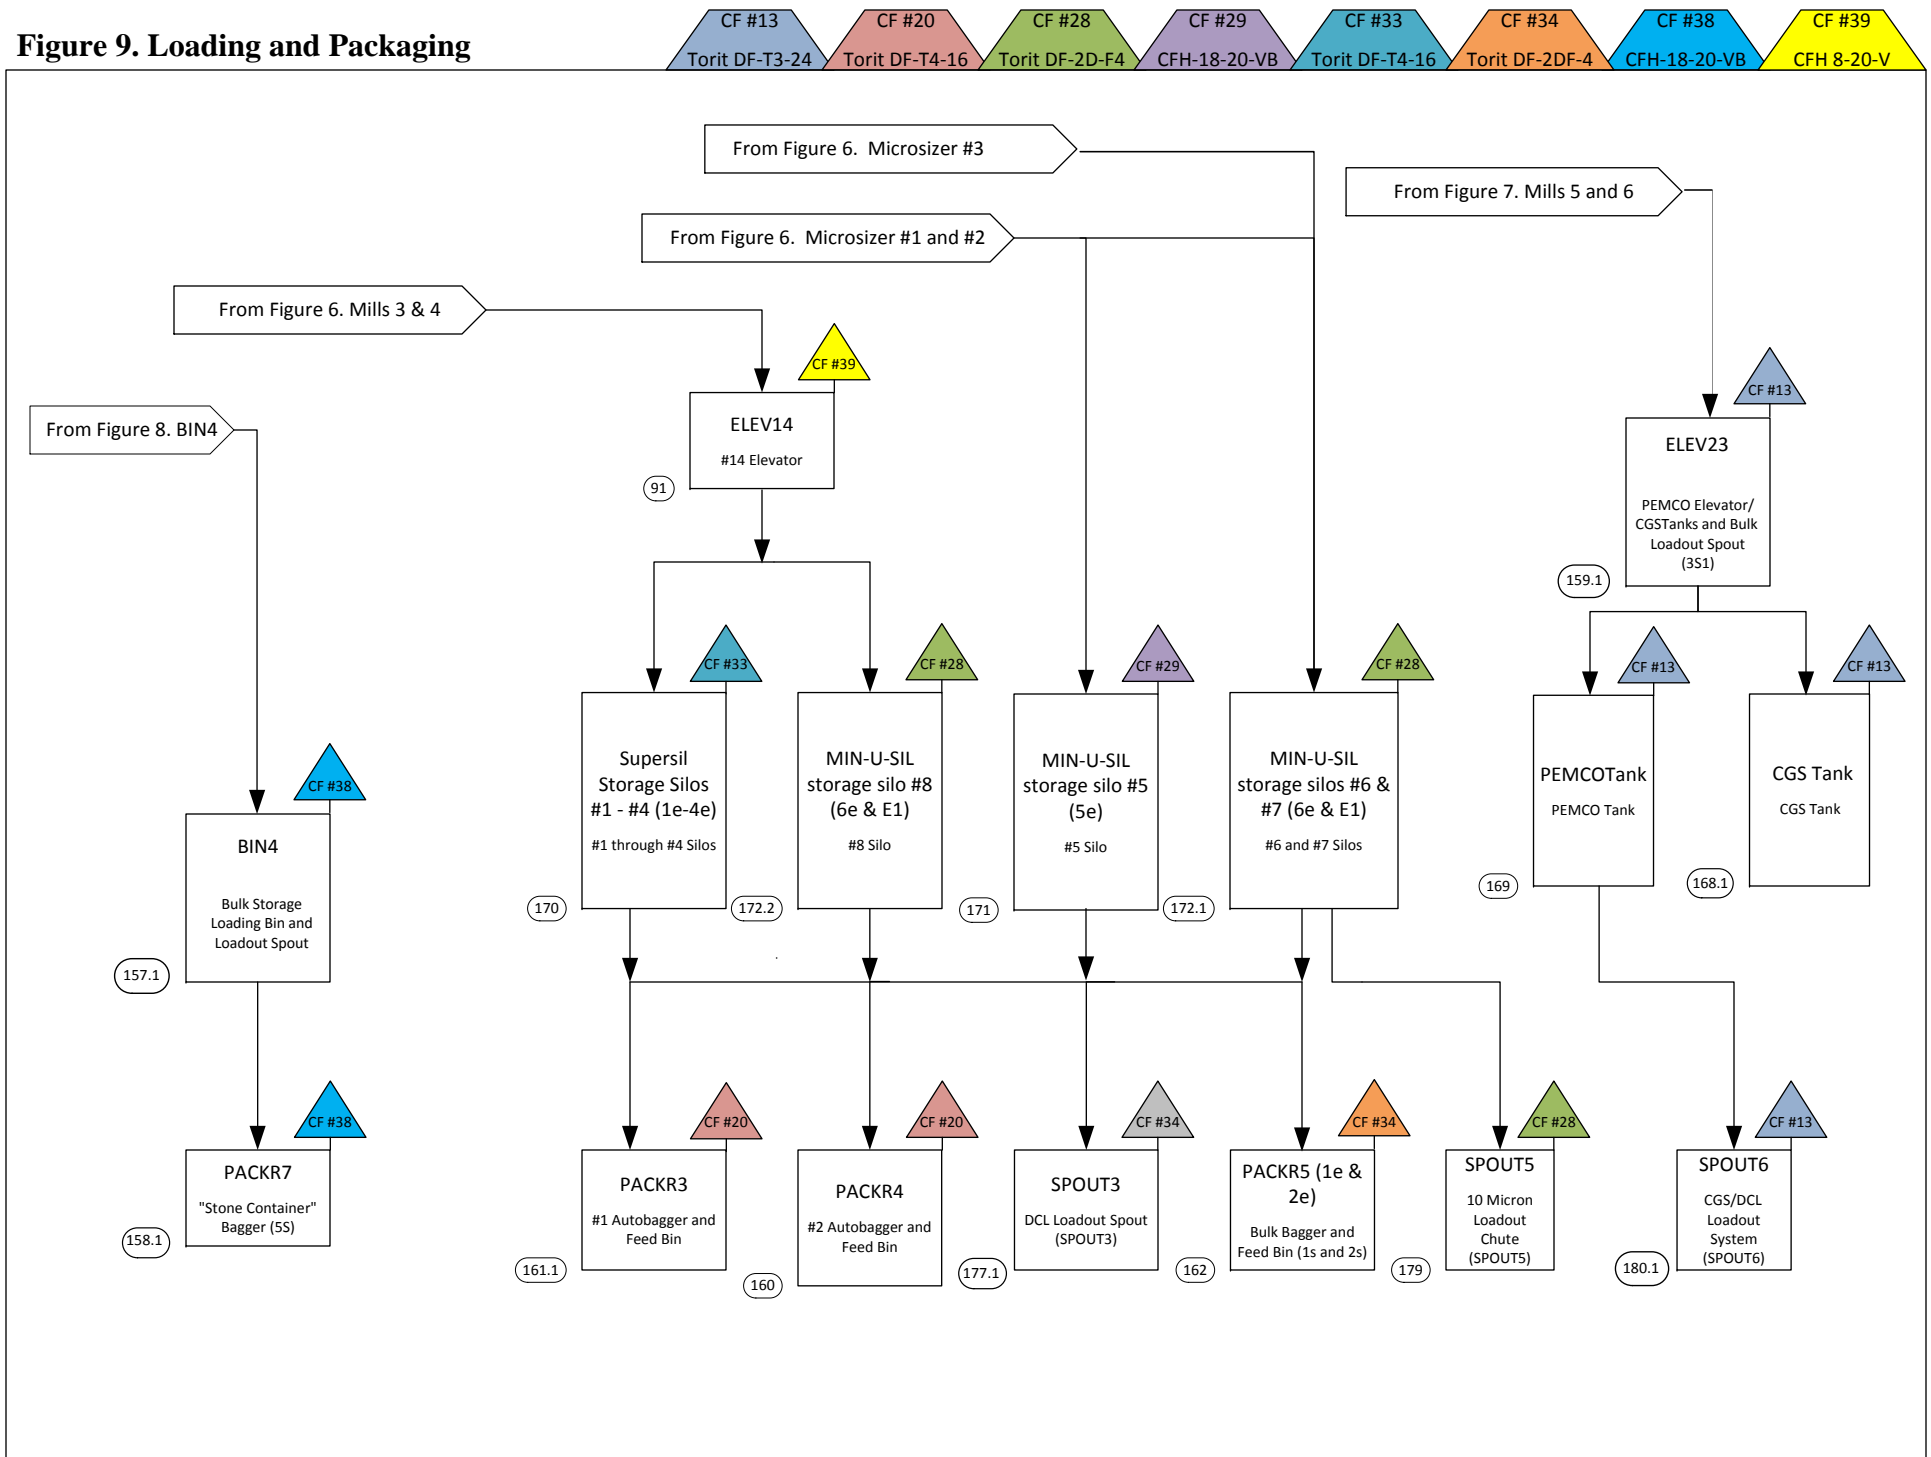 Figure 9. Loading and Packaging
CF #13
Torit DF-T3-24
CF #20
Torit DF-T4-16
CF #28
Torit DF-2D-F4
CF #29
CFH-18-20-VB
CF #33
Torit DF-T4-16
CF #34
Torit DF-2DF-4
CF #38
CFH-18-20-VB
CF #39
CFH 8-20-V
From Figure 6.  Microsizer #3
From Figure 7. Mills 5 and 6
From Figure 6.  Microsizer #1 and #2
From Figure 6. Mills 3 & 4
From Figure 8. BIN4
CF #39
ELEV14
#14 Elevator
91
CF #13
ELEV23
PEMCO Elevator/
CGSTanks and Bulk
Loadout Spout
(3S1)
159.1
CF #38
BIN4
Bulk Storage
Loading Bin and
Loadout Spout
157.1
CF #33
Supersil
Storage Silos
#1 - #4 (1e-4e)
#1 through #4 Silos
170
CF #28
MIN-U-SIL
storage silo #8
(6e & E1)
#8 Silo
172.2
CF #29
MIN-U-SIL
storage silo #5
(5e)
#5 Silo
171
CF #28
MIN-U-SIL
storage silos #6 &
#7 (6e & E1)
#6 and #7 Silos
172.1
CF #13
PEMCOTank
PEMCO Tank
169
CF #13
CGS Tank
CGS Tank
168.1
CF #38
PACKR7
"Stone Container"
Bagger (5S)
158.1
CF #20
PACKR3
#1 Autobagger and
Feed Bin
161.1
CF #20
PACKR4
#2 Autobagger and
Feed Bin
160
CF #34
SPOUT3
DCL Loadout Spout
(SPOUT3)
177.1
CF #34
PACKR5 (1e &
2e)
Bulk Bagger and
Feed Bin (1s and 2s)
162
CF #28
SPOUT5
10 Micron
Loadout
Chute
(SPOUT5)
179
CF #13
SPOUT6
CGS/DCL
Loadout
System
(SPOUT6)
180.1